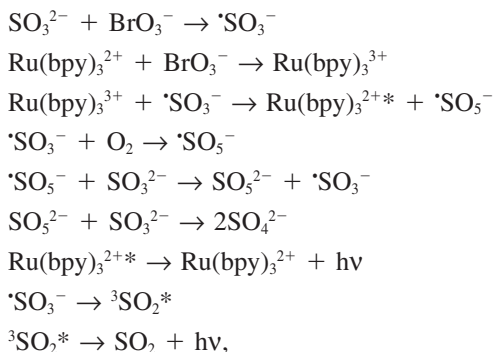 SO₃²⁻ + BrO₃⁻ → •SO₃⁻
Ru(bpy)₃²⁺ + BrO₃⁻ → Ru(bpy)₃³⁺
Ru(bpy)₃³⁺ + •SO₃⁻ → Ru(bpy)₃²⁺* + •SO₅⁻
•SO₃⁻ + O₂ → •SO₅⁻
•SO₅⁻ + SO₃²⁻ → SO₅²⁻ + •SO₃⁻
SO₅²⁻ + SO₃²⁻ → 2SO₄²⁻
Ru(bpy)₃²⁺* → Ru(bpy)₃²⁺ + hν
•SO₃⁻ → ³SO₂*
³SO₂* → SO₂ + hν,